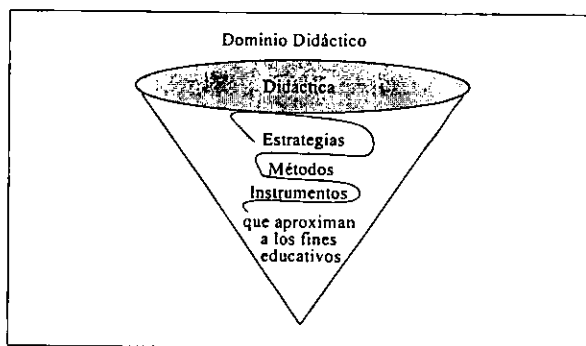 Dominio Didáctico
Didáctica
Estrategias
Métodos
Instrumentos
que aproximan
a los fines
educativos